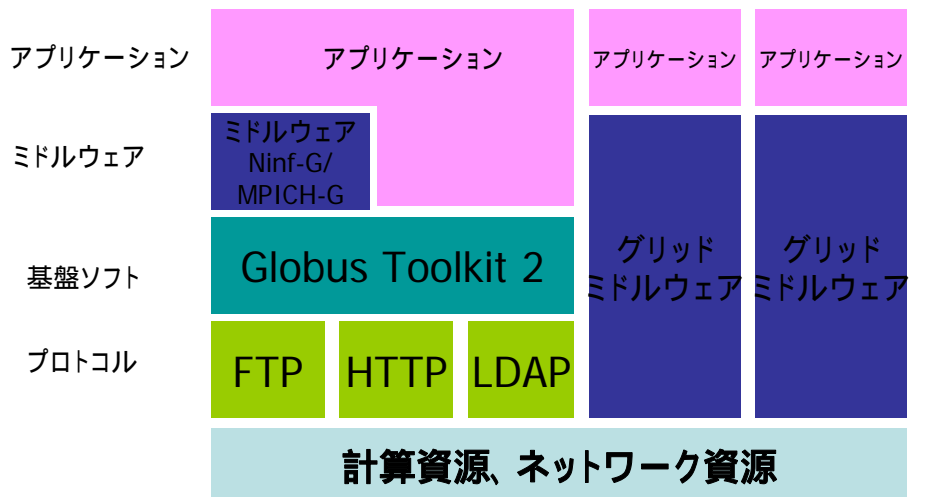 アプリケーション
アプリケーション
アプリケーション
アプリケーション
ミドルウェア
ミドルウェア
Ninf-G/
MPICH-G
基盤ソフト
Globus Toolkit 2
グリッド
ミドルウェア
グリッド
ミドルウェア
プロトコル
FTP
HTTP
LDAP
計算資源、ネットワーク資源